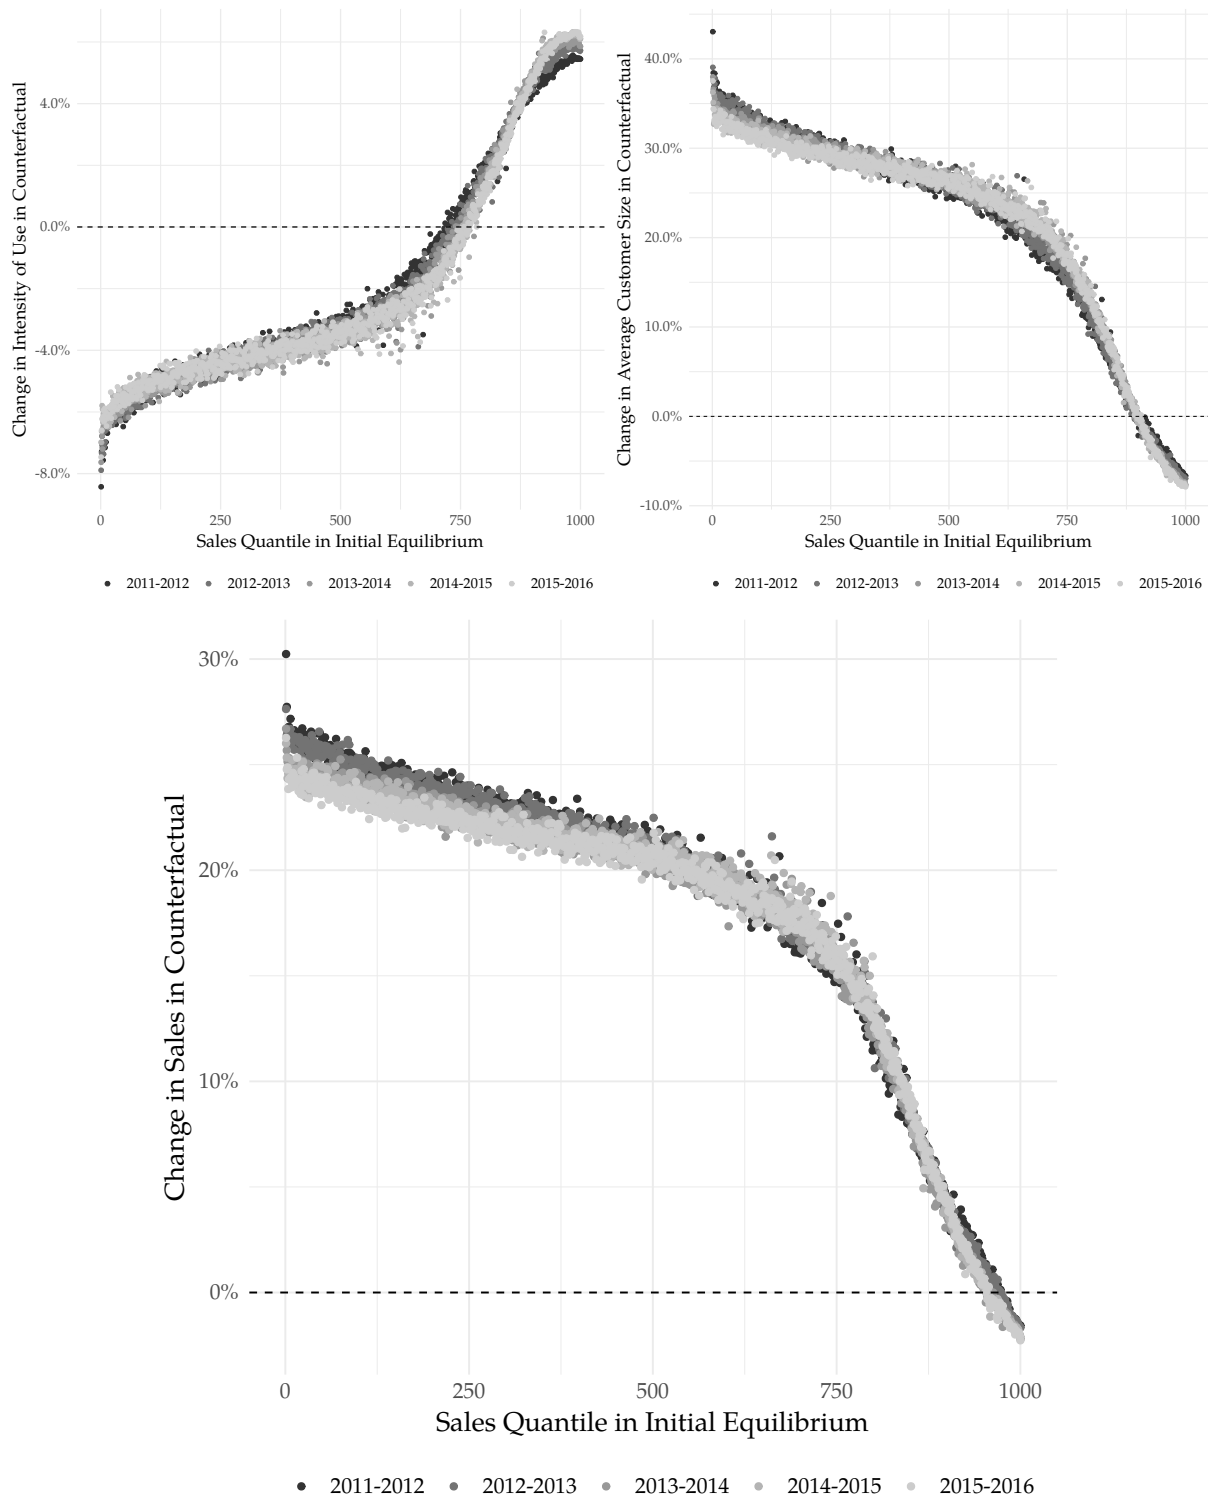 Change in Intensity of Use in Counterfactual
4.0%
0.0%
-4.0%
-8.0%
0 250 500 750 1000
Sales Quantile in Initial Equilibrium
2011-2012 2012-2013 2013-2014 2014-2015 2015-2016
Change in Average Customer Size in Counterfactual
40.0%
30.0%
20.0%
10.0%
0.0%
-10.0%
0 250 500 750 1000
Sales Quantile in Initial Equilibrium
2011-2012 2012-2013 2013-2014 2014-2015 2015-2016
Change in Sales in Counterfactual
30%
20%
10%
0%
0 250 500 750 1000
Sales Quantile in Initial Equilibrium
2011-2012 2012-2013 2013-2014 2014-2015 2015-2016